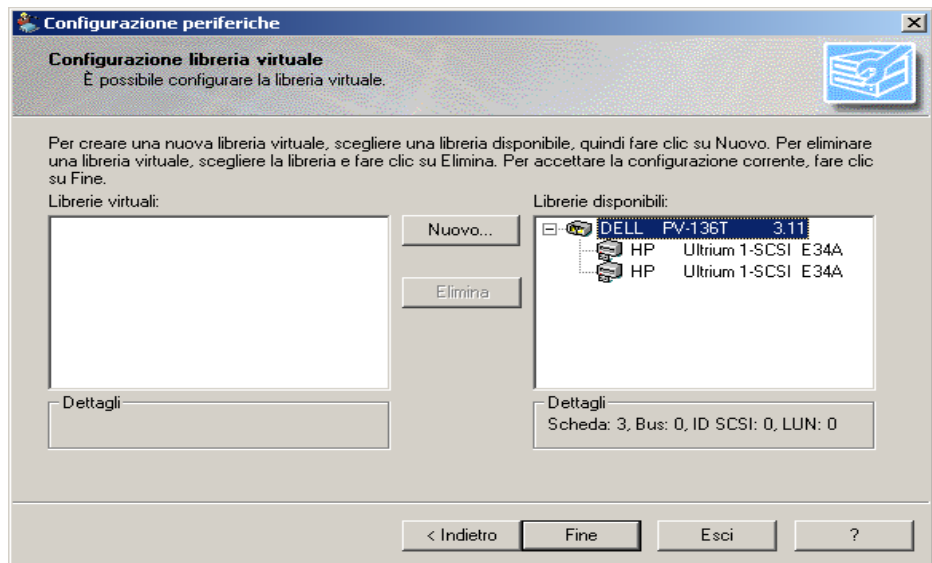 Configurazione periferiche
Configurazione libreria virtuale
È possibile configurare la libreria virtuale.
Per creare una nuova libreria virtuale, scegliere una libreria disponibile, quindi fare clic su Nuovo. Per eliminare
una libreria virtuale, scegliere la libreria e fare clic su Elimina. Per accettare la configurazione corrente, fare clic
su Fine.
Librerie virtuali:
Nuovo...
Elimina
Dettagli
Librerie disponibili:
DELL PV-136T 3.11
HP Ultrium 1-SCSI E34A
HP Ultrium 1-SCSI E34A
Dettagli
Scheda: 3, Bus: 0, ID SCSI: 0, LUN: 0
< Indietro
Fine
Esci
?